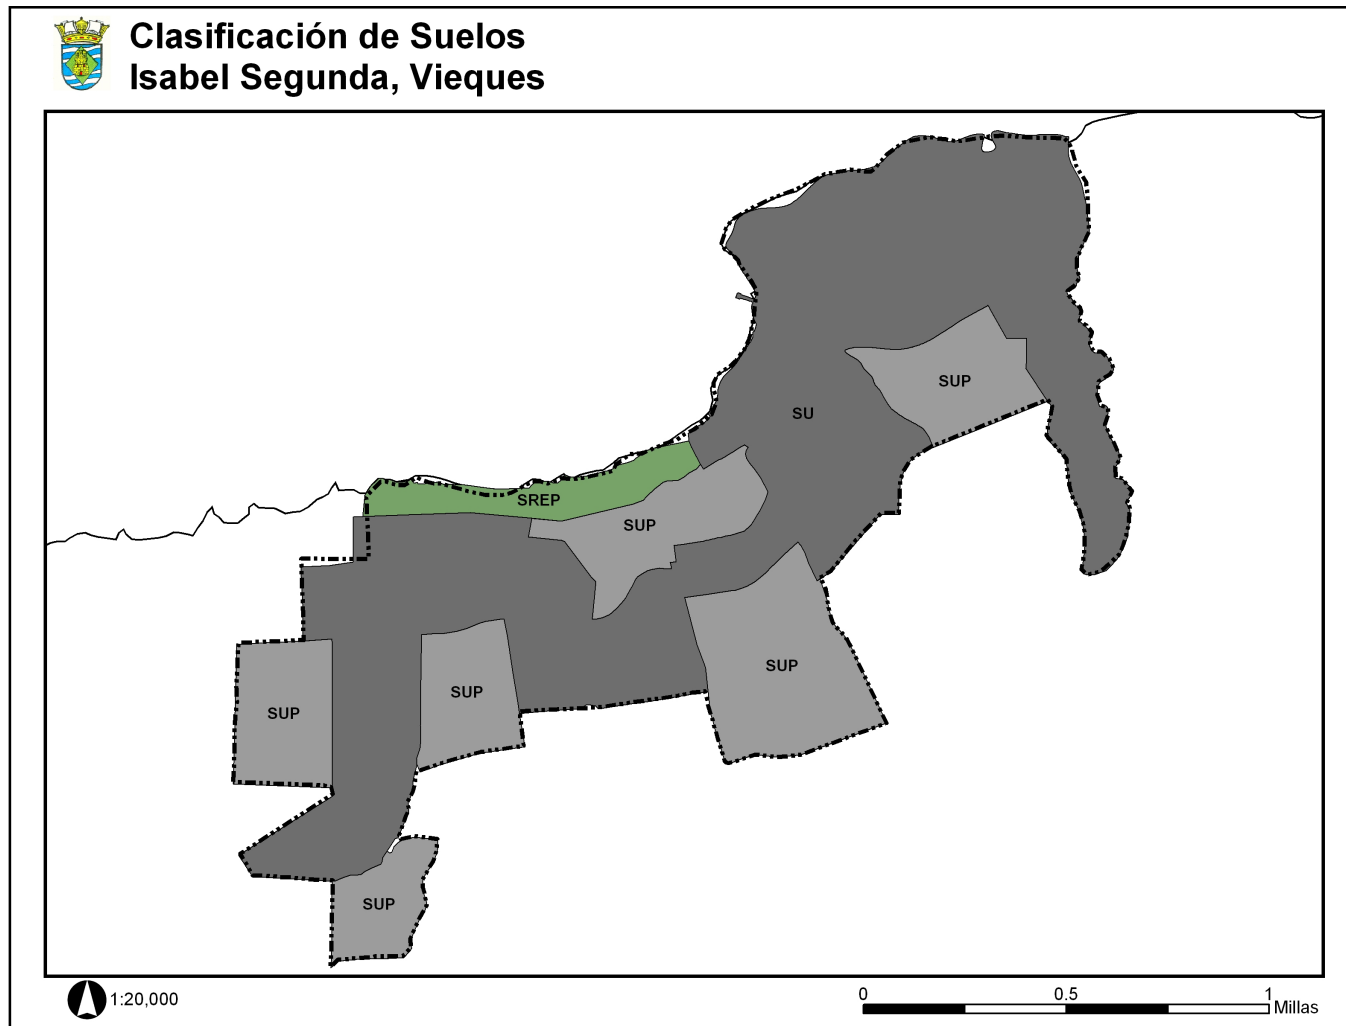 Clasificación de Suelos
Isabel Segunda, Vieques
SUP
SU
SREP
SUP
SUP
SUP
SUP
SUP
1:20,000
0 0.5 1
Millas